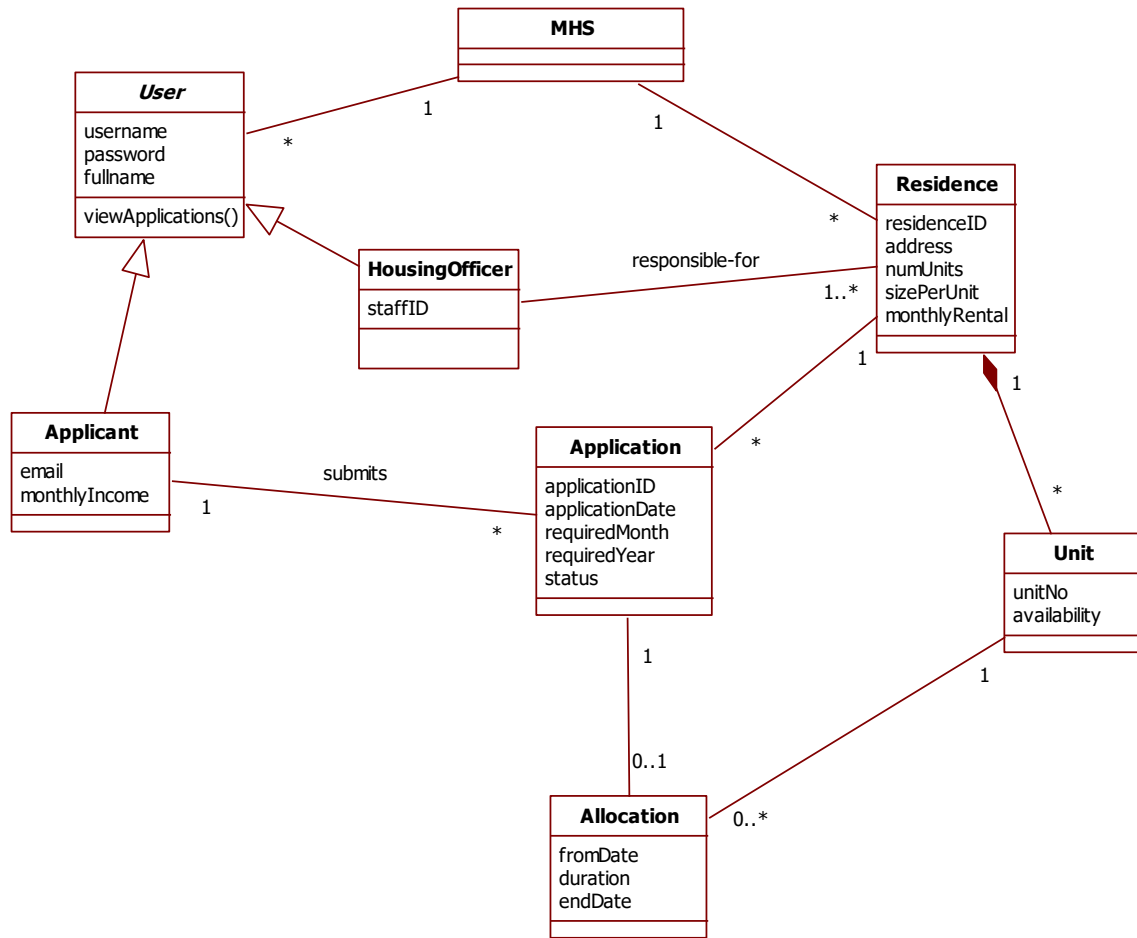 MHS
User
username
password
fullname
viewApplications()
1
*
1
*
Residence
residenceID
address
numUnits
sizePerUnit
monthlyRental
HousingOfficer
staffID
responsible-for
1..*
1
*
1
*
Applicant
email
monthlyIncome
submits
1
*
Application
applicationID
applicationDate
requiredMonth
requiredYear
status
Unit
unitNo
availability
1
0..1
1
0..*
Allocation
fromDate
duration
endDate